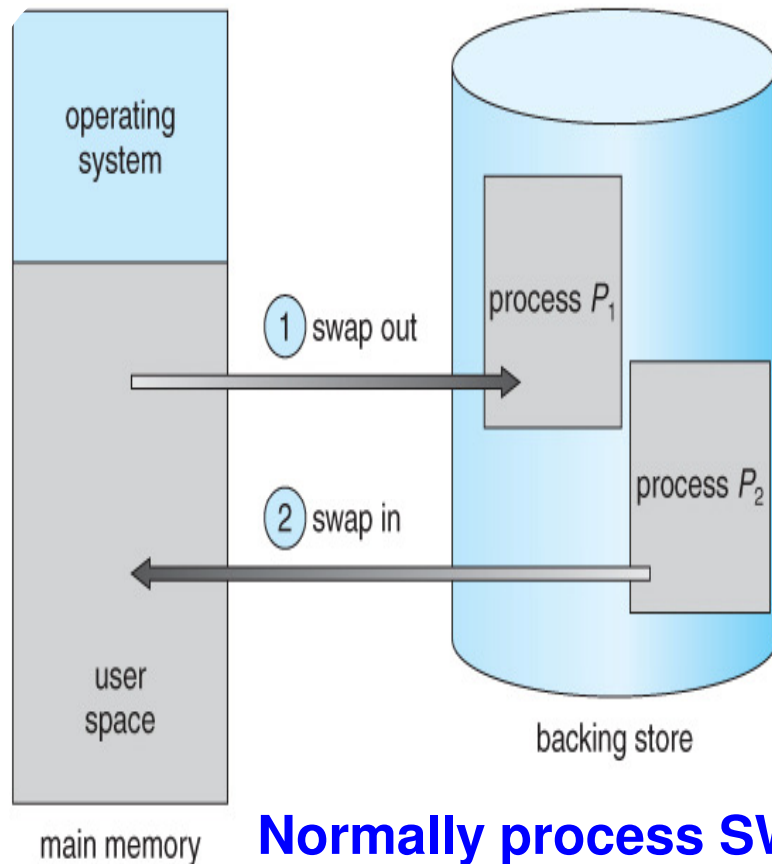 operating
system
process P₁
1 swap out
process P₂
2 swap in
user
space
backing store
main memory
Normally process SW